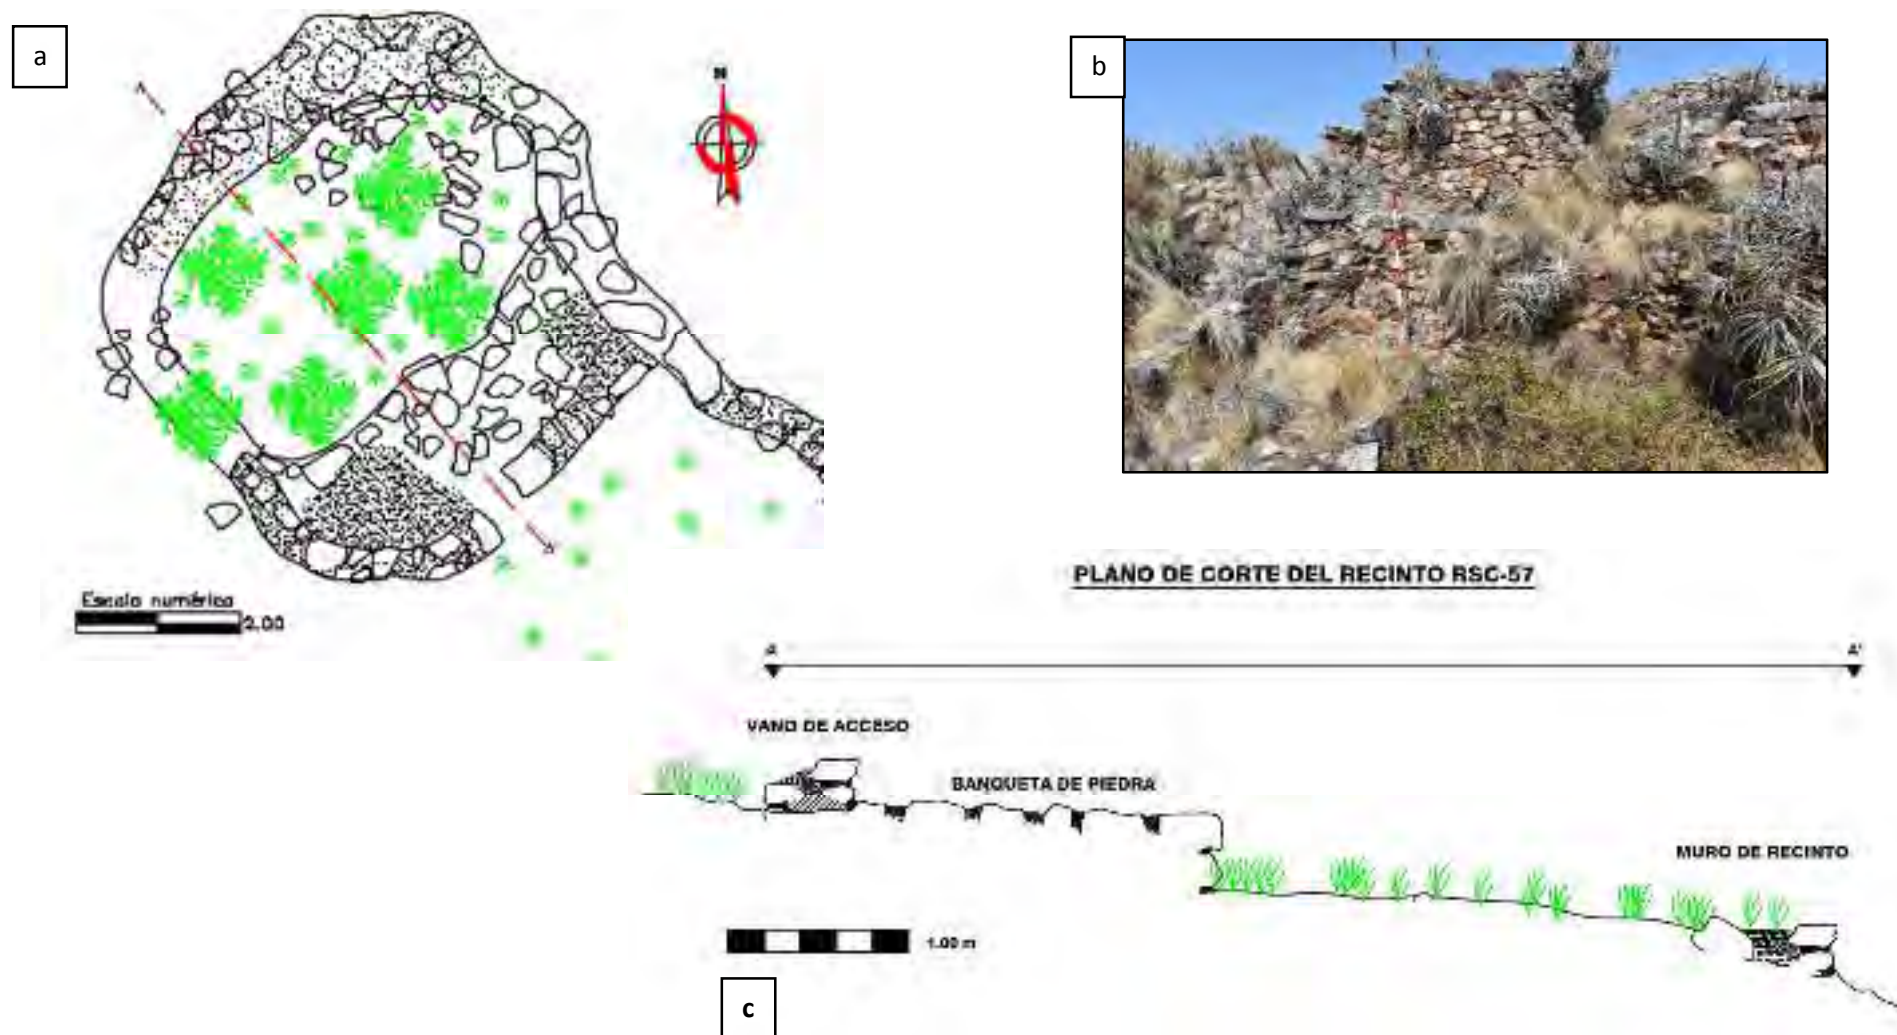 a
b
N
Escala numérica
2.00
PLANO DE CORTE DEL RECINTO RSC-57
A
A'
VANO DE ACCESO
BANQUETA DE PIEDRA
MURO DE RECINTO
1.00 m
c